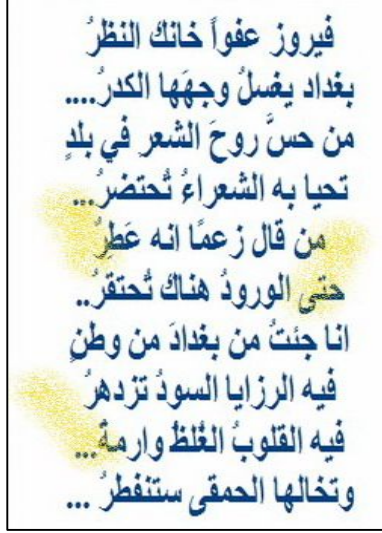 فيروز عفواً خانك النظرُ
بغداد يغسلُ وجهَها الكدرُ....
من حسَّ روحَ الشعرِ في بلدٍ
تحيا به الشعراءُ تُحتضرُ...
من قال زعمًا انه عَطِرُ
حتى الورودُ هناك تُحتقرُ..
انا جئتُ من بغدادَ من وطنٍ
فيه الرزايا السودُ تزدهرُ
فيه القلوبُ الغُلظُ وارمةٌ...
وتخالها الحمقى ستنفطرُ ...